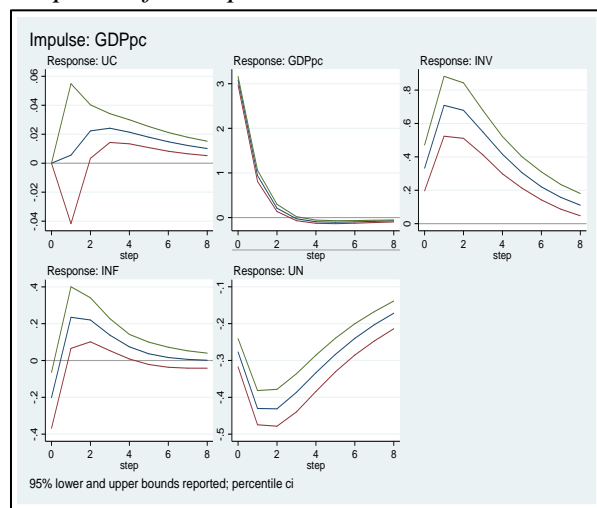 Impulse: GDPpc
Response: UC
Response: GDPpc
Response: INV
.06
.04
.02
0
-.02
-.04
0 2 4 6 8
step
3
2
1
0
0 2 4 6 8
step
.8
.6
.4
.2
0
0 2 4 6 8
step
Response: INF
Response: UN
.4
.2
0
-.2
-.4
0 2 4 6 8
step
-.1
-.2
-.3
-.4
-.5
0 2 4 6 8
step
95% lower and upper bounds reported; percentile ci